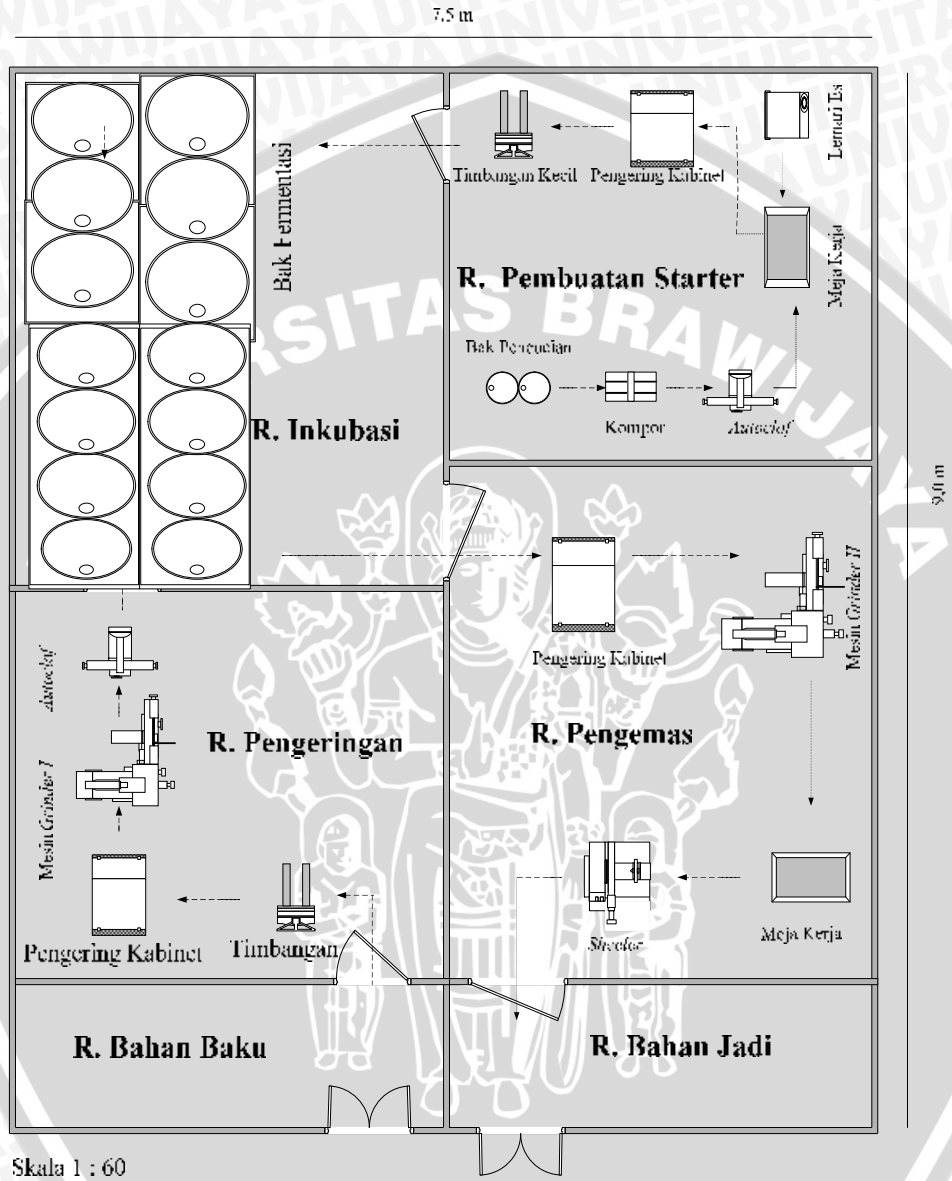 7.5 m
Lemari Es
Timbangan Kecil
Pengering Kabinet
Bak Fermentasi
Meja Kerja
R. Pembuatan Starter
UNIVERSITAS BRAWIJAYA
Bak Pencucian
Kompor
Autoclaf
R. Inkubasi
9,0 m
Mesin Grinder II
Pengering Kabinet
Autoclaf
R. Pengeringan
R. Pengemas
Mesin Grinder I
Pengering Kabinet
Timbangan
Meja Kerja
R. Bahan Baku
R. Bahan Jadi
Skala 1 : 60